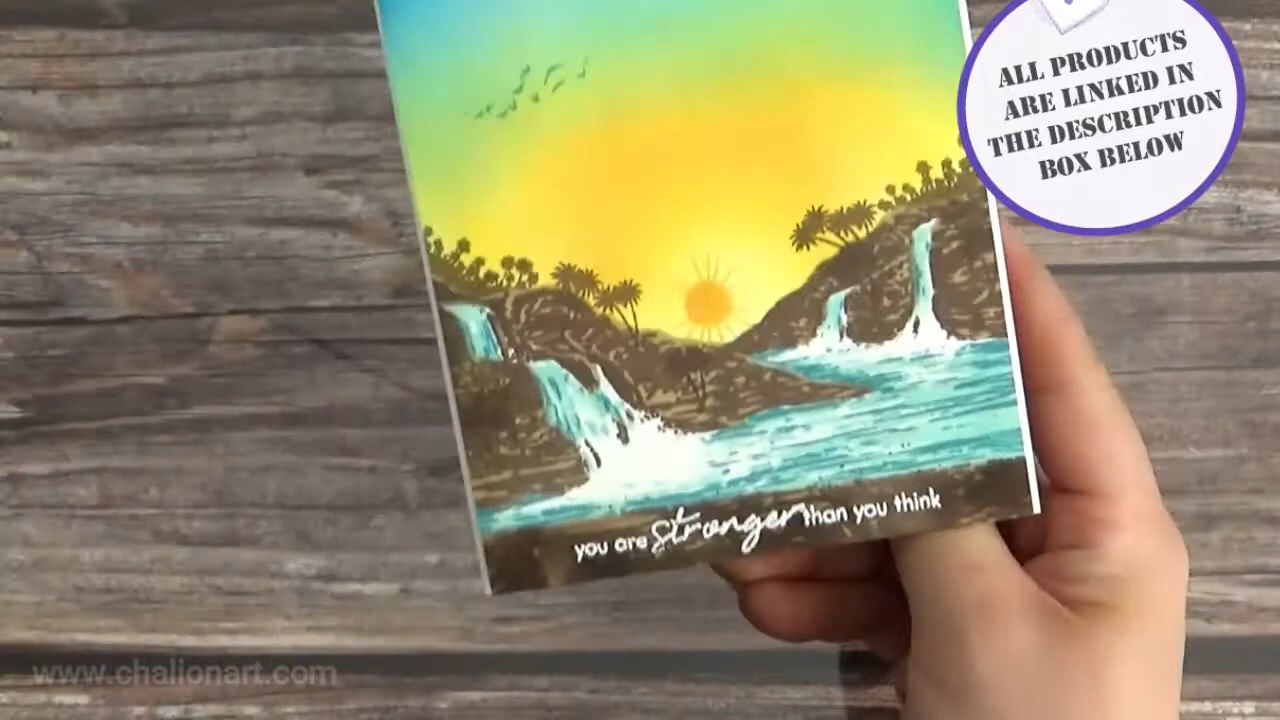 ALL PRODUCTS
ARE LINKED IN
THE DESCRIPTION
BOX BELOW
you are stronger than you think
www.chalionart.com